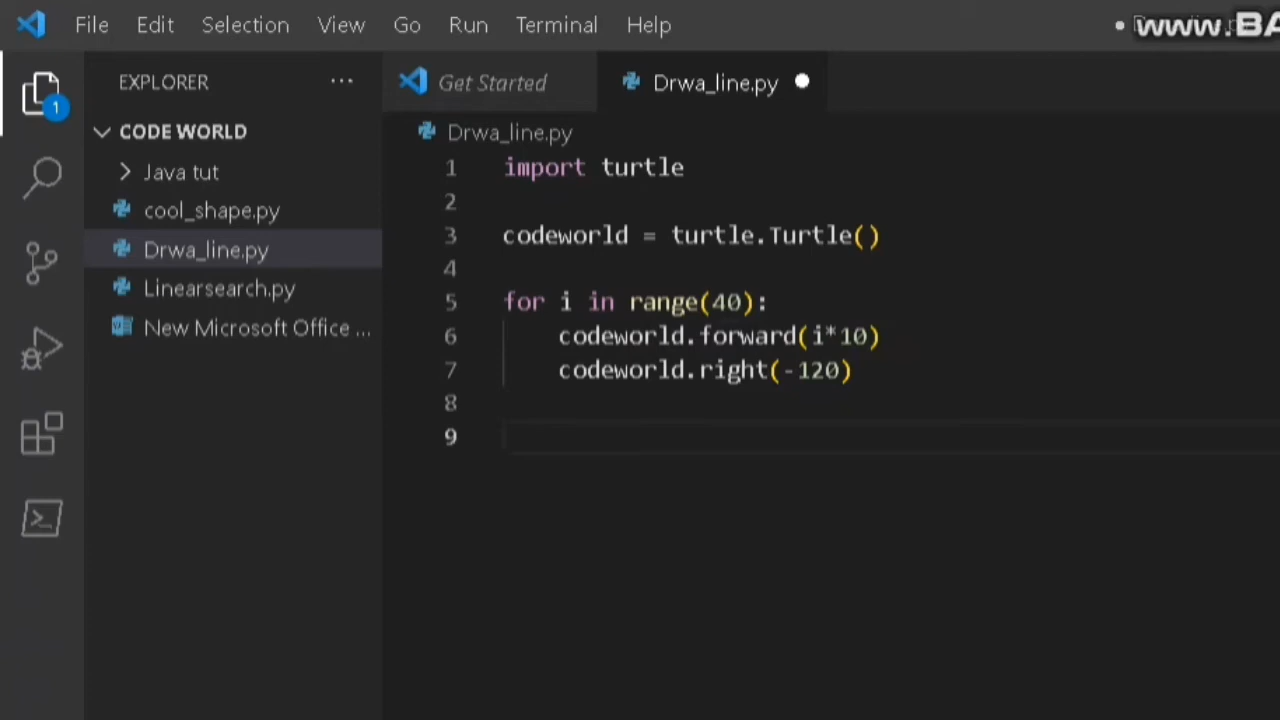 File Edit Selection View Go Run Terminal Help
www.BA
EXPLORER ...
Get Started
Drwa_line.py
1
CODE WORLD
Java tut
cool_shape.py
Drwa_line.py
Linearsearch.py
New Microsoft Office ...
Drwa_line.py
1 import turtle
2
3 codeworld = turtle.Turtle()
4
5 for i in range(40):
6 codeworld.forward(i*10)
7 codeworld.right(-120)
8
9